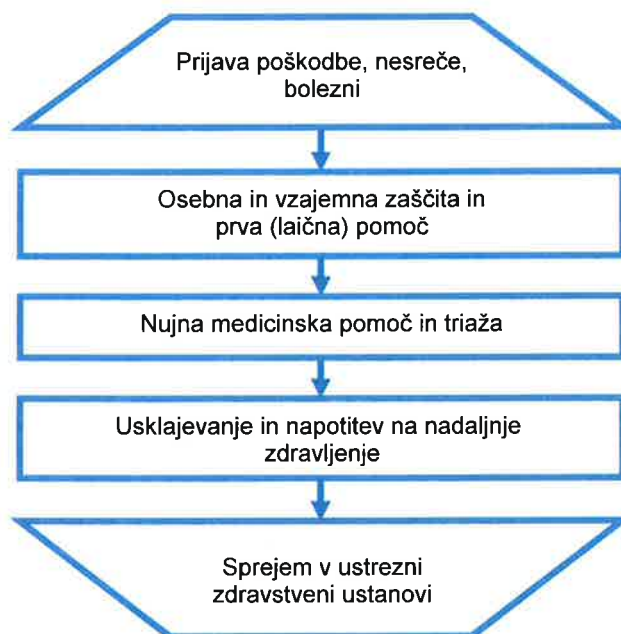 Prijava poškodbe, nesreče,
bolezni
Osebna in vzajemna zaščita in
prva (laična) pomoč
Nujna medicinska pomoč in triaža
Usklajevanje in napotitev na nadaljnje
zdravljenje
Sprejem v ustrezni
zdravstveni ustanovi